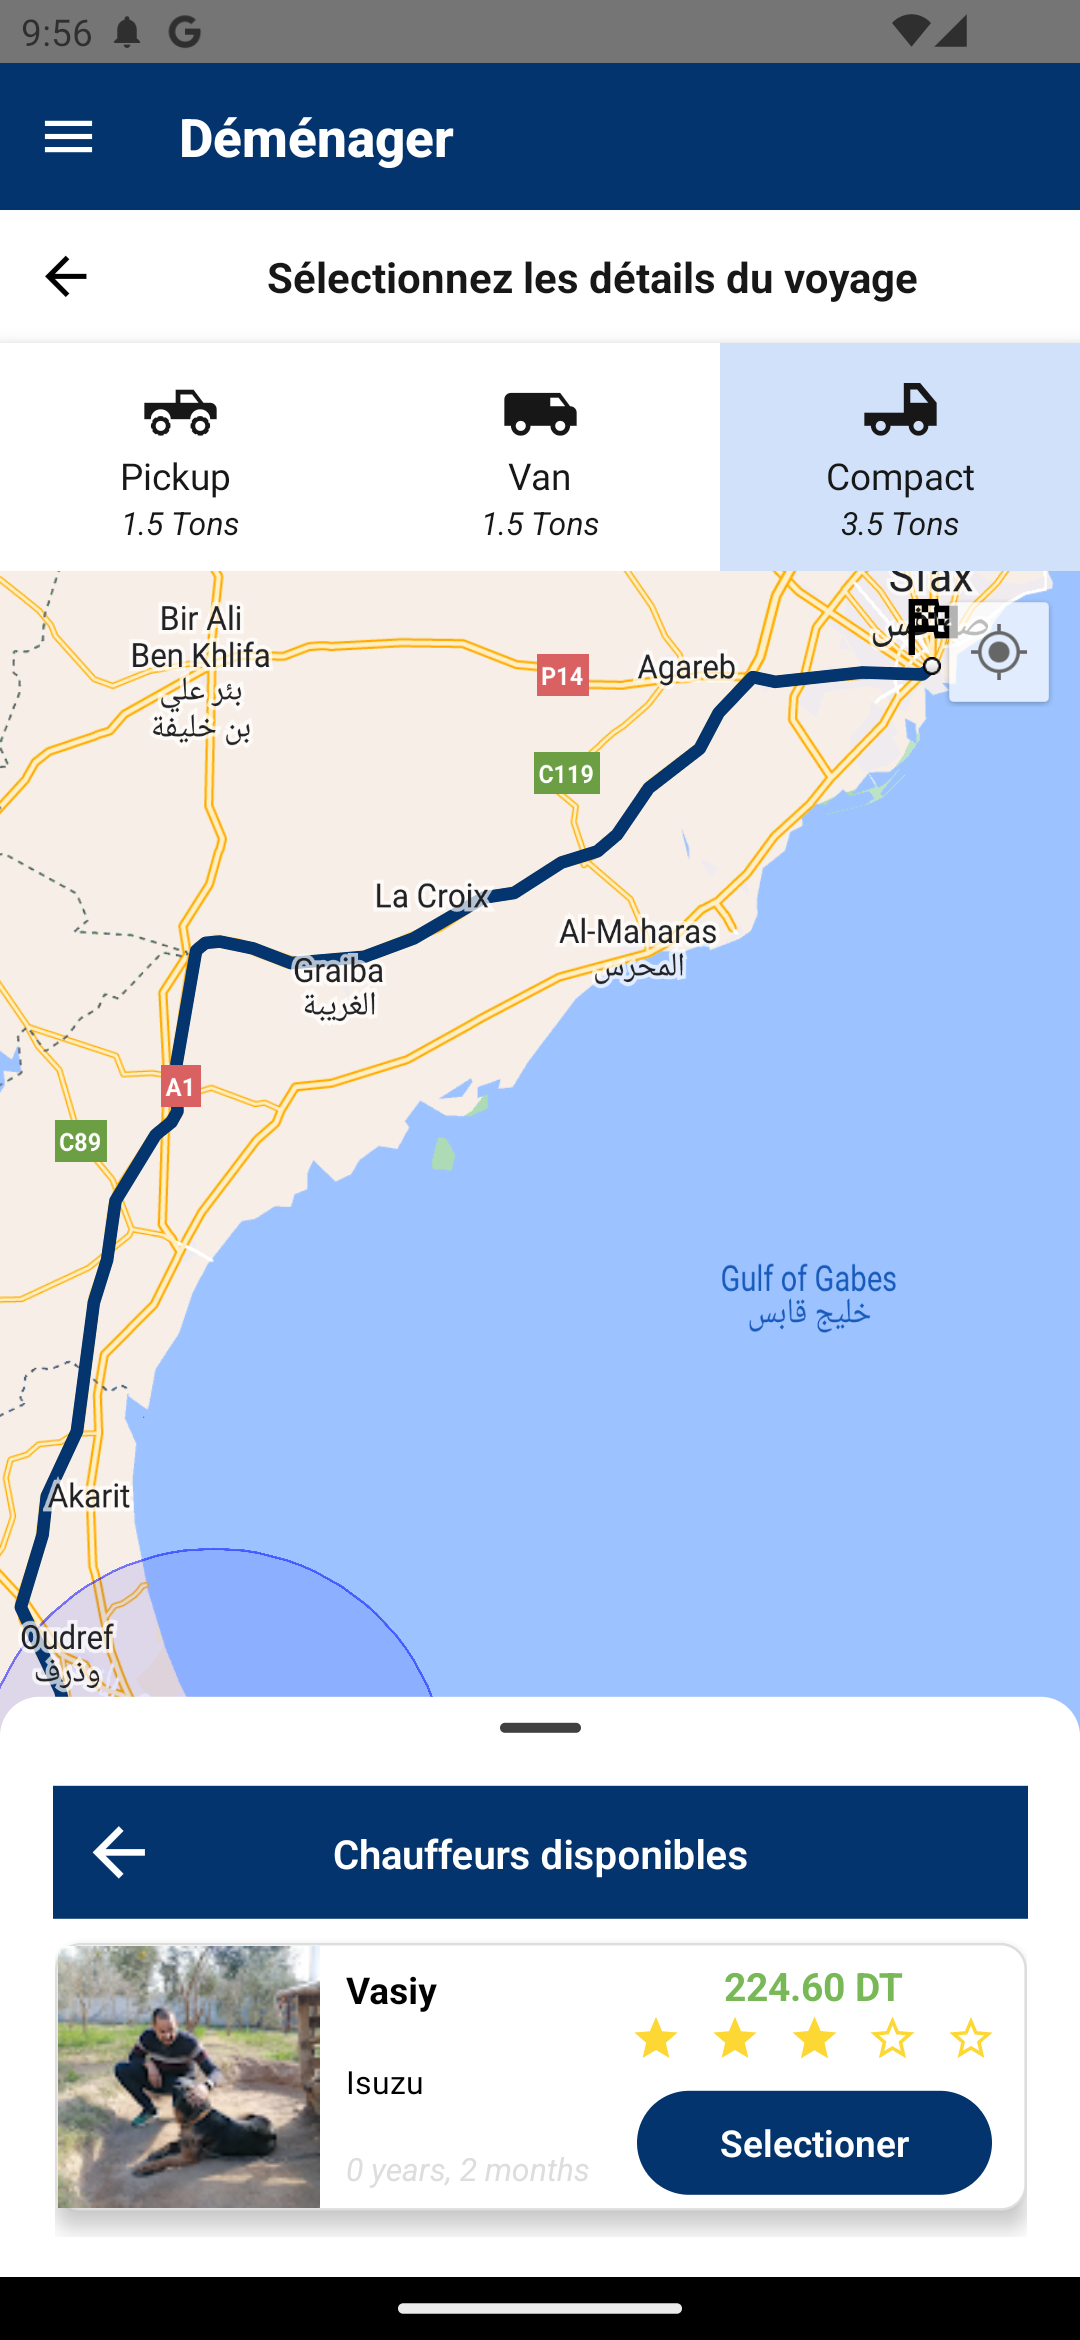 9:56
Déménager
Sélectionnez les détails du voyage
Pickup
1.5 Tons
Van
1.5 Tons
Compact
3.5 Tons
Sfax
صفاقس
Bir Ali
Ben Khlifa
بئر علي
بن خليفة
P14
Agareb
C119
La Croix
Al-Maharas
المحرس
Graiba
الغريبة
A1
C89
Gulf of Gabes
خليج قابس
Akarit
Oudref
وذرف
Chauffeurs disponibles
Vasiy
224.60 DT
Isuzu
0 years, 2 months
Selectioner